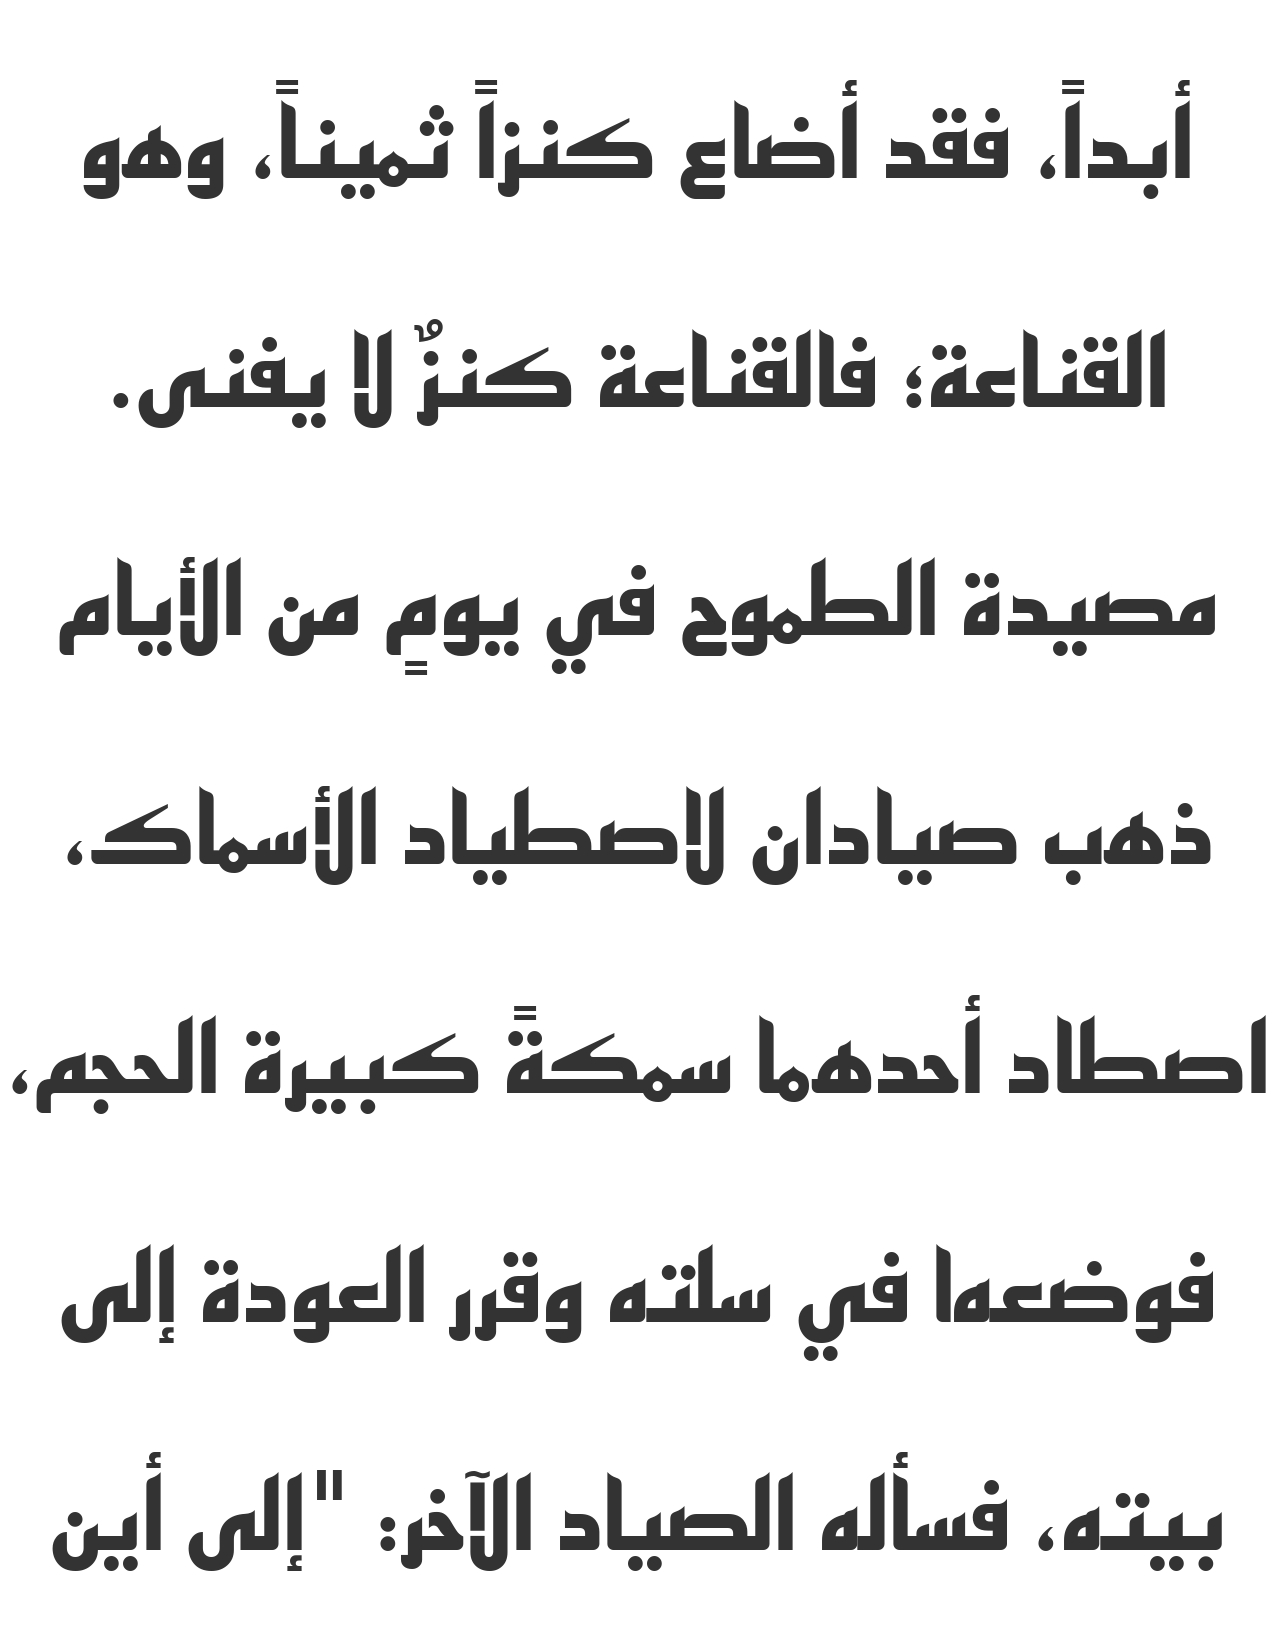 أبداً، فقد أضاع كنزاً ثميناً، وهو
القناعة؛ فالقناعة كنزٌ لا يفنى.
مصيدة الطموح في يومٍ من الأيام
ذهب صيادان لاصطياد الأسماك،
اصطاد أحدهما سمكةً كبيرة الحجم،
فوضعها في سلته وقرر العودة إلى
بيته، فسأله الصياد الآخر: "إلى أين